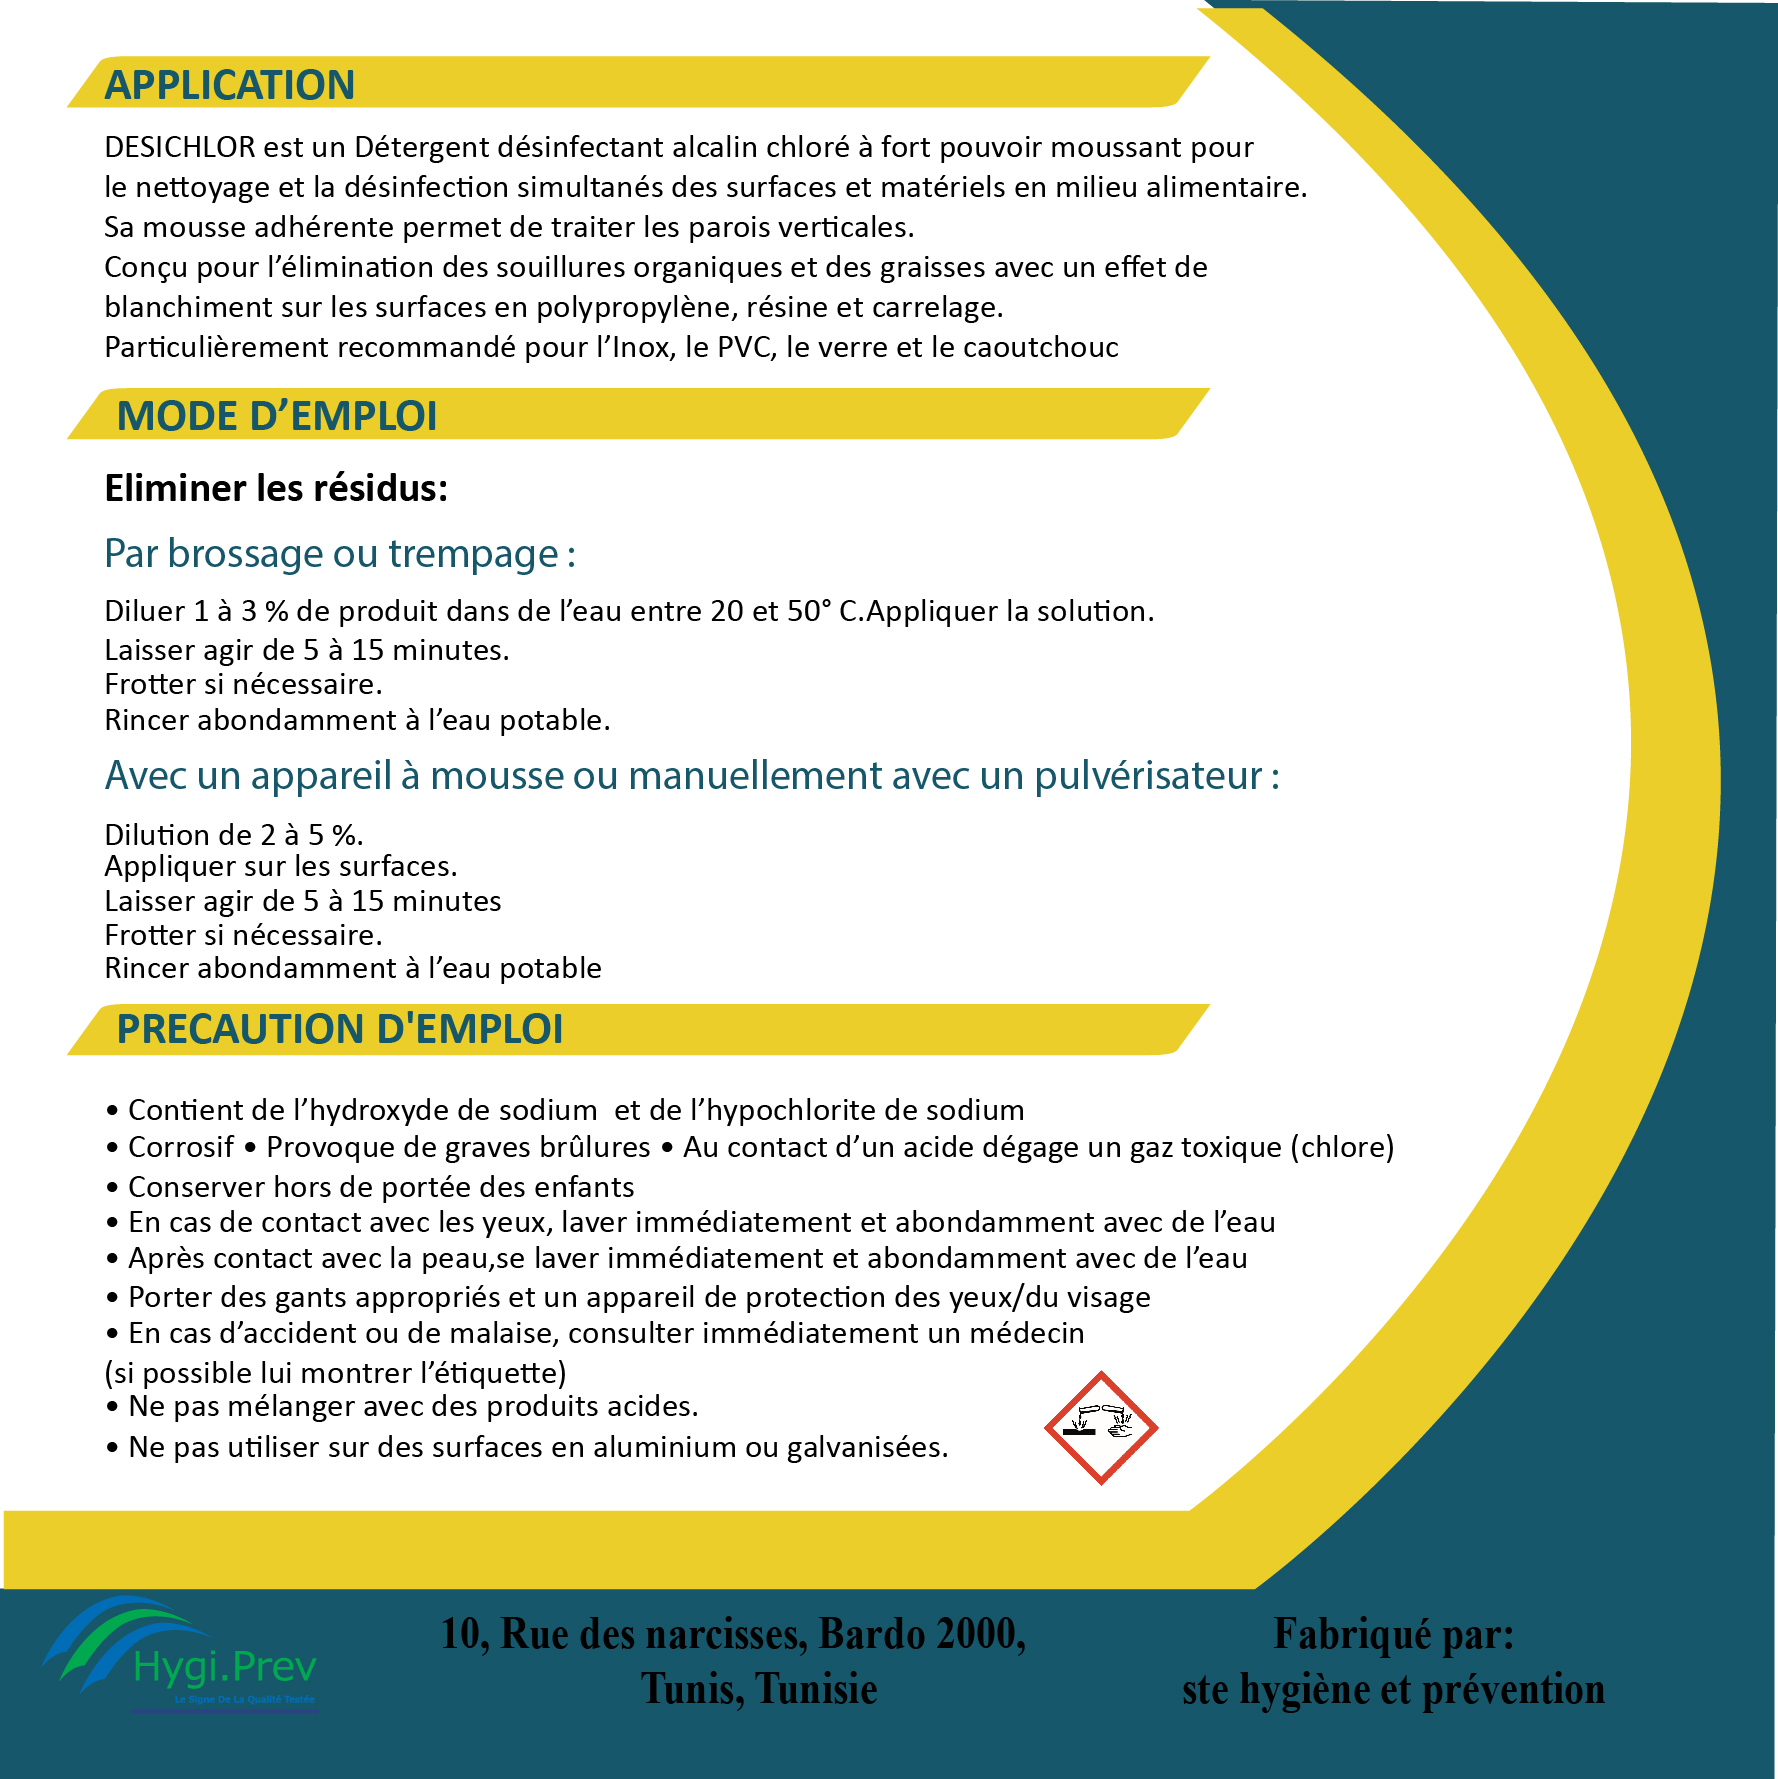 APPLICATION
DESICHLOR est un Détergent désinfectant alcalin chloré à fort pouvoir moussant pour
le nettoyage et la désinfection simultanés des surfaces et matériels en milieu alimentaire.
Sa mousse adhérente permet de traiter les parois verticales.
Conçu pour l’élimination des souillures organiques et des graisses avec un effet de
blanchiment sur les surfaces en polypropylène, résine et carrelage.
Particulièrement recommandé pour l’Inox, le PVC, le verre et le caoutchouc
MODE D’EMPLOI
Eliminer les résidus:
Par brossage ou trempage :
Diluer 1 à 3 % de produit dans de l’eau entre 20 et 50° C.Appliquer la solution.
Laisser agir de 5 à 15 minutes.
Frotter si nécessaire.
Rincer abondamment à l’eau potable.
Avec un appareil à mousse ou manuellement avec un pulvérisateur :
Dilution de 2 à 5 %.
Appliquer sur les surfaces.
Laisser agir de 5 à 15 minutes
Frotter si nécessaire.
Rincer abondamment à l’eau potable
PRECAUTION D'EMPLOI
• Contient de l’hydroxyde de sodium  et de l’hypochlorite de sodium
• Corrosif • Provoque de graves brûlures • Au contact d’un acide dégage un gaz toxique (chlore)
• Conserver hors de portée des enfants
• En cas de contact avec les yeux, laver immédiatement et abondamment avec de l’eau
• Après contact avec la peau,se laver immédiatement et abondamment avec de l’eau
• Porter des gants appropriés et un appareil de protection des yeux/du visage
• En cas d’accident ou de malaise, consulter immédiatement un médecin
(si possible lui montrer l’étiquette)
• Ne pas mélanger avec des produits acides.
• Ne pas utiliser sur des surfaces en aluminium ou galvanisées.
Hygi.Prev
Le Signe De La Qualité Testée
10, Rue des narcisses, Bardo 2000,
Tunis, Tunisie
Fabriqué par:
ste hygiène et prévention